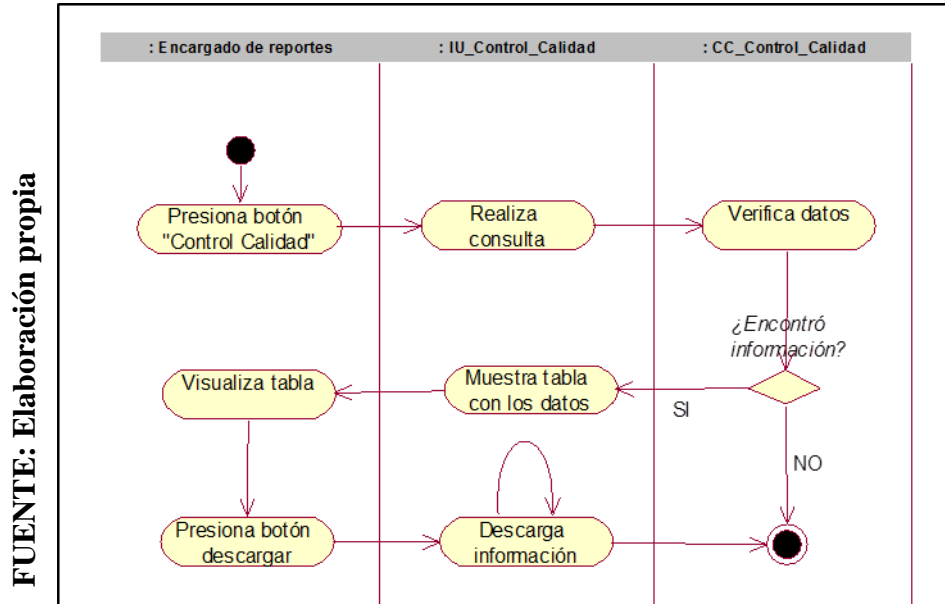 FUENTE: Elaboración propia
: Encargado de reportes
: IU_Control_Calidad
: CC_Control_Calidad
Presiona botón
"Control Calidad"
Realiza
consulta
Verifica datos
¿Encontró
información?
SI
NO
Muestra tabla
con los datos
Visualiza tabla
Presiona botón
descargar
Descarga
información